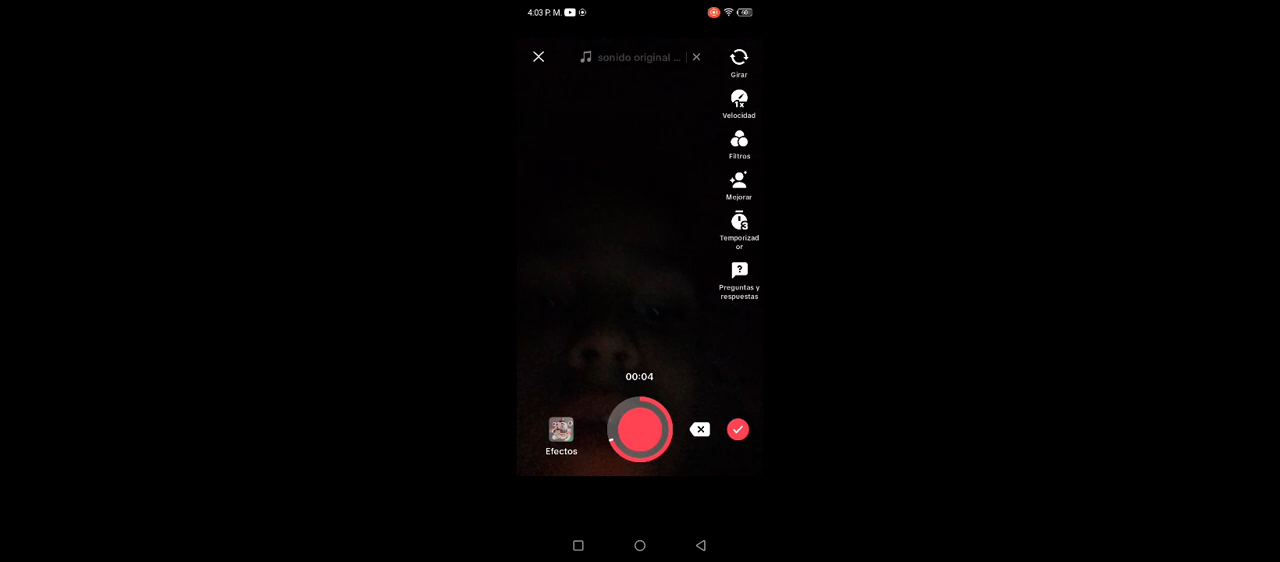 4:03 P. M.
sonido original ...
Girar
1x
Velocidad
Filtros
Mejorar
3
Temporizad
or
?
Preguntas y
respuestas
00:04
Efectos